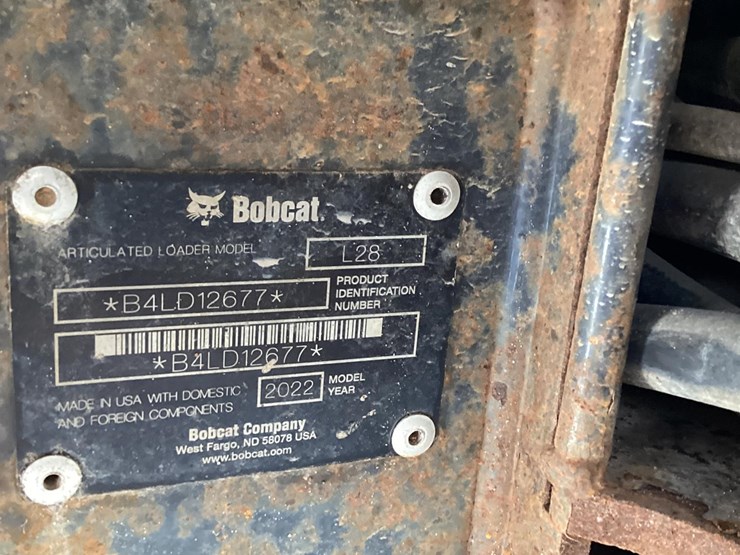 Bobcat
ARTICULATED LOADER MODEL L28
*B4LD12677* PRODUCT IDENTIFICATION NUMBER
*B4LD12677*
MADE IN USA WITH DOMESTIC AND FOREIGN COMPONENTS
2022 MODEL YEAR
Bobcat Company
West Fargo, ND 58078 USA
www.bobcat.com